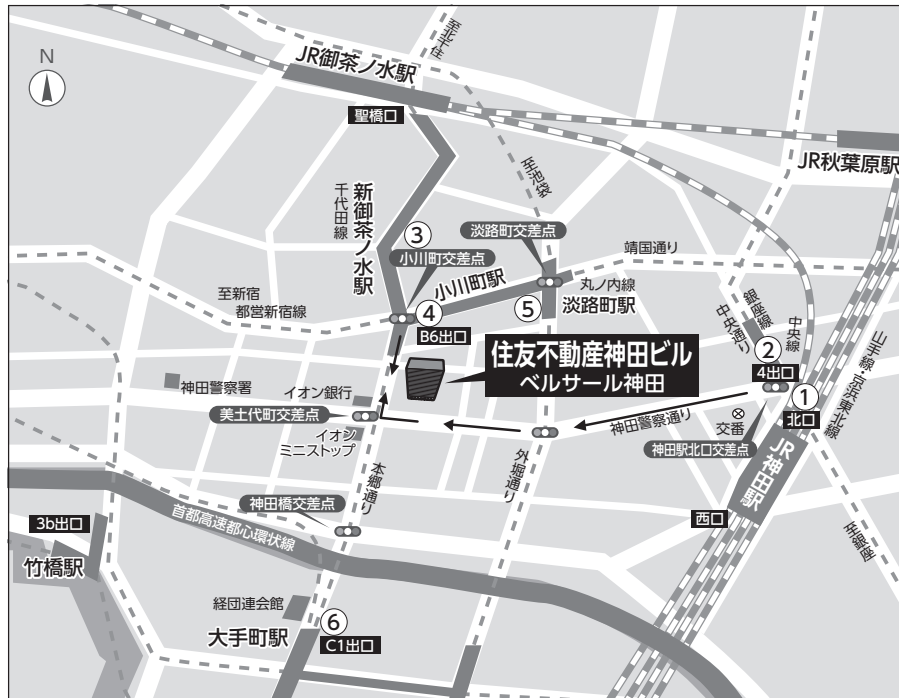 N
JR御茶ノ水駅
至北千住
聖橋口
JR秋葉原駅
至池袋
新御茶ノ水駅
千代田線
③
小川町交差点
淡路町交差点
靖国通り
小川町駅
丸ノ内線
淡路町駅
至新宿
都営新宿線
④
B6出口
⑤
銀座線
中央通り
中央線
山手線・京浜東北線
②
4出口
①
北口
住友不動産神田ビル
ベルサール神田
神田警察署
イオン銀行
美土代町交差点
イオン
ミニストップ
神田警察通り
交番
神田駅北口交差点
JR神田駅
本郷通り
外堀通り
神田橋交差点
西口
至銀座
3b出口
首都高速都心環状線
竹橋駅
経団連会館
⑥
大手町駅
C1出口